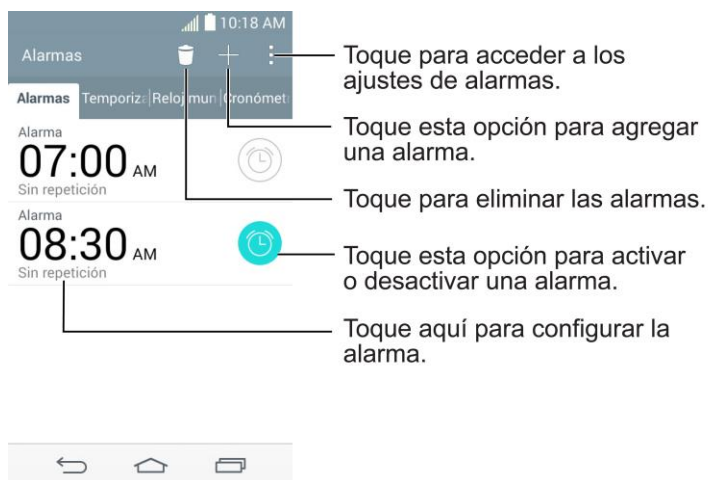 10:18 AM
Alarmas
Alarmas Temporiz Reloj mun Cronómet
Alarma
07:00 AM
Sin repetición
Alarma
08:30 AM
Sin repetición
Toque para acceder a los
ajustes de alarmas.
Toque esta opción para agregar
una alarma.
Toque para eliminar las alarmas.
Toque esta opción para activar
o desactivar una alarma.
Toque aquí para configurar la
alarma.